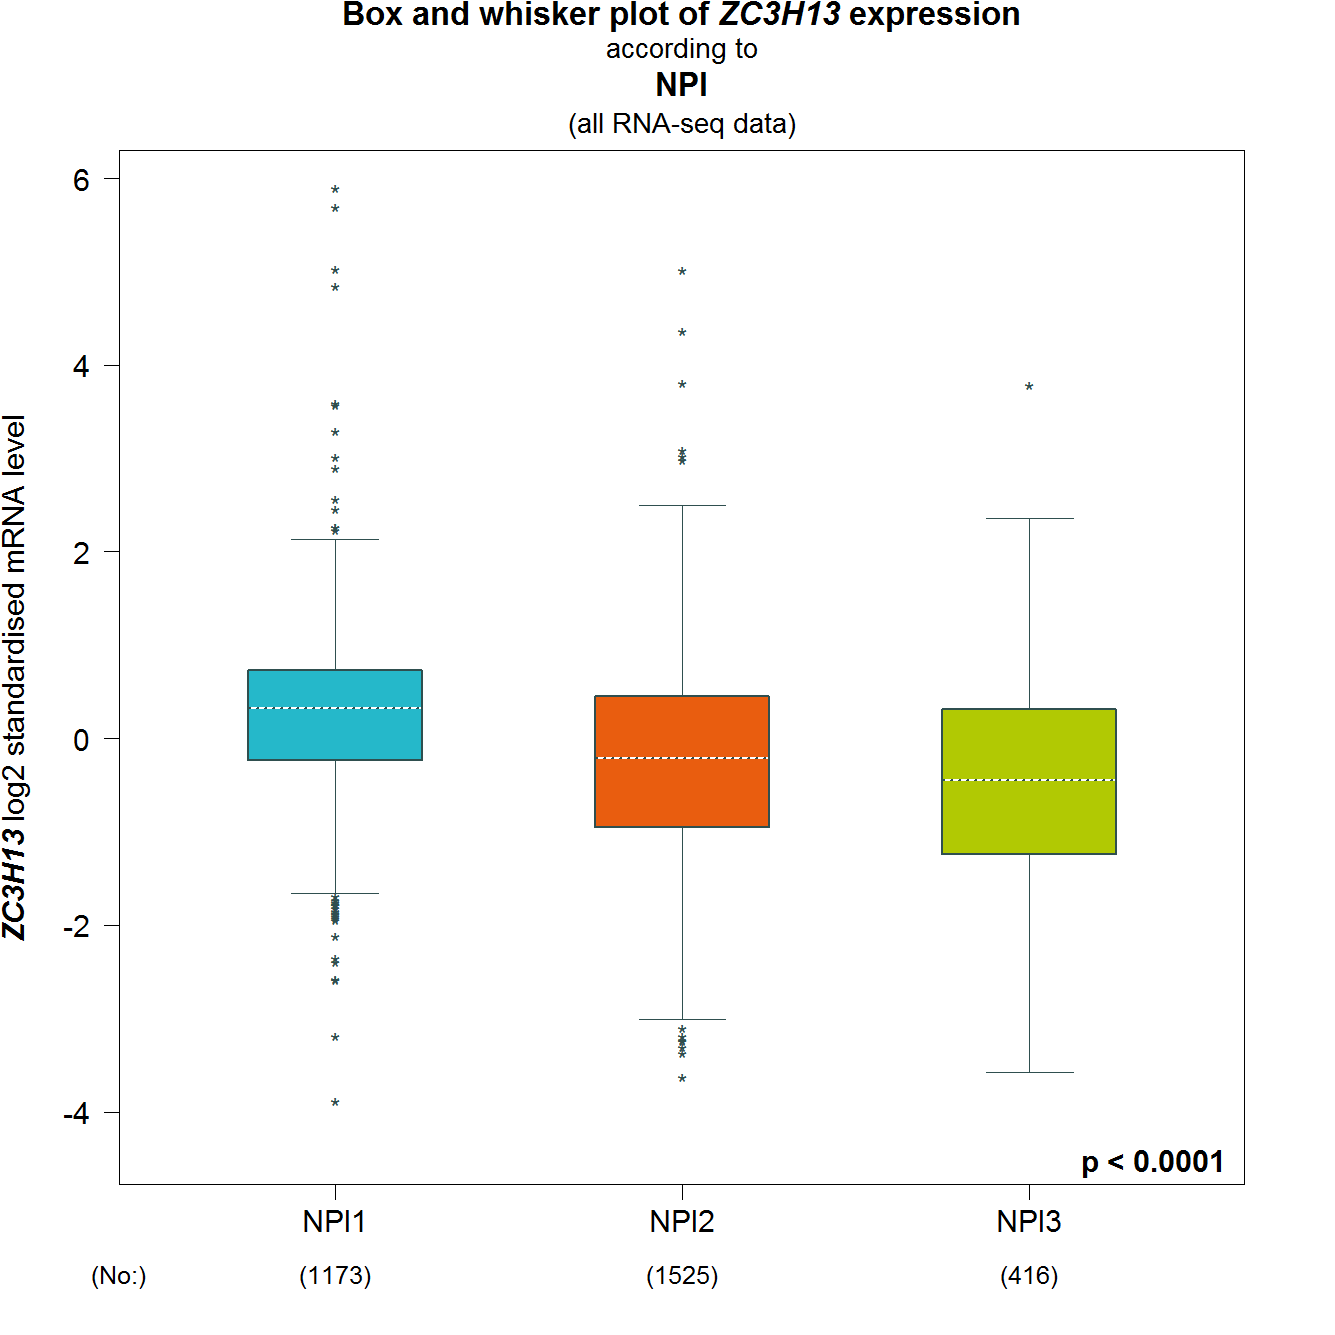 Box and whisker plot of ZC3H13 expression
according to
NPI
(all RNA-seq data)
ZC3H13 log2 standardised mRNA level
6
4
2
0
-2
-4
p < 0.0001
NPI1 NPI2 NPI3
(No:) (1173) (1525) (416)